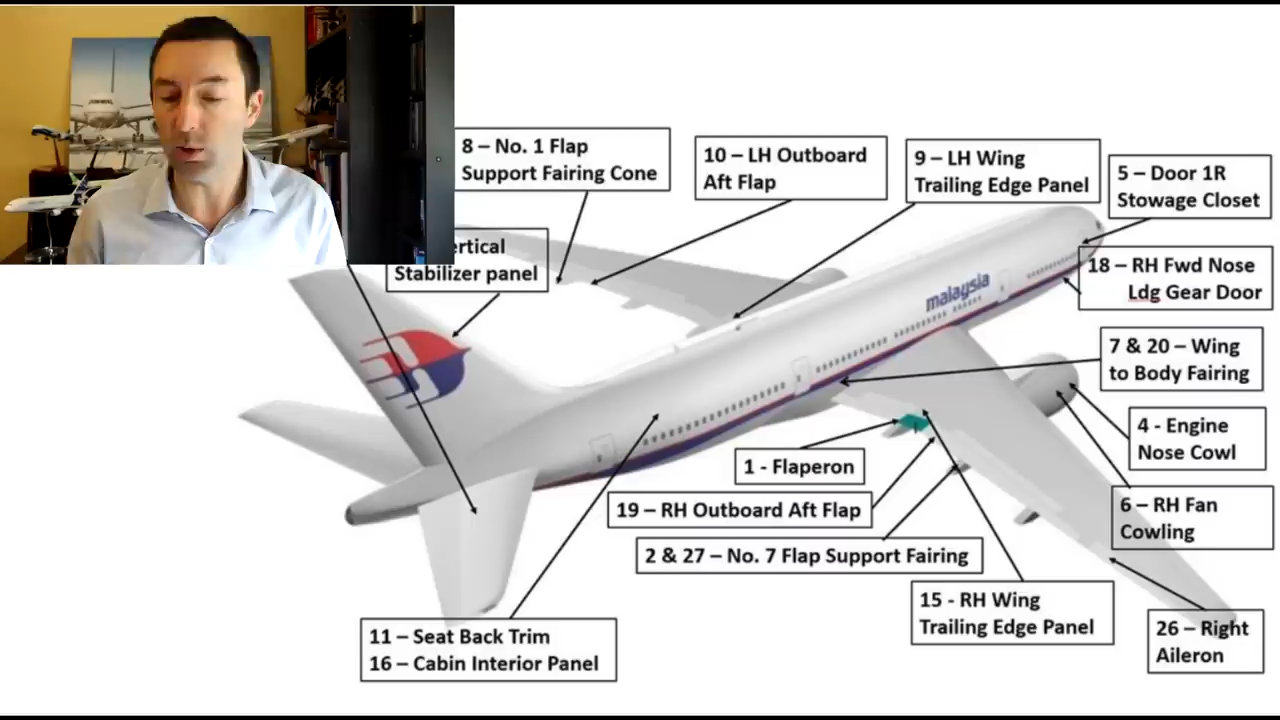 8 – No. 1 Flap
Support Fairing Cone
10 – LH Outboard
Aft Flap
9 – LH Wing
Trailing Edge Panel
5 – Door 1R
Stowage Closet
Stabilizer panel
18 – RH Fwd Nose
Ldg Gear Door
malaysia
7 & 20 – Wing
to Body Fairing
4 - Engine
Nose Cowl
1 - Flaperon
19 – RH Outboard Aft Flap
6 – RH Fan
Cowling
2 & 27 – No. 7 Flap Support Fairing
15 - RH Wing
Trailing Edge Panel
26 – Right
Aileron
11 – Seat Back Trim
16 – Cabin Interior Panel